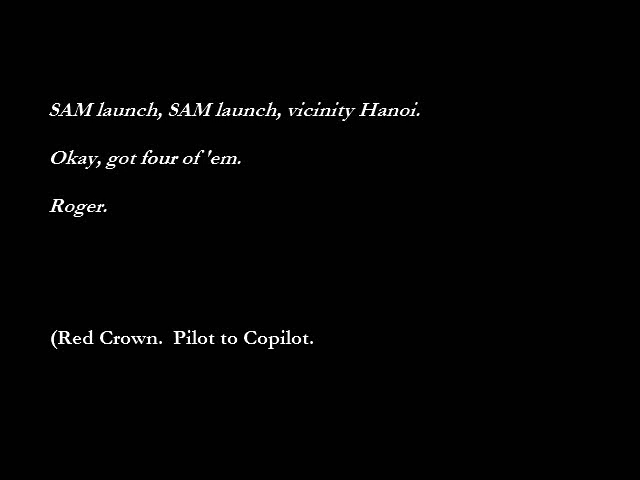 SAM launch, SAM launch, vicinity Hanoi.
Okay, got four of 'em.
Roger.
(Red Crown.  Pilot to Copilot.